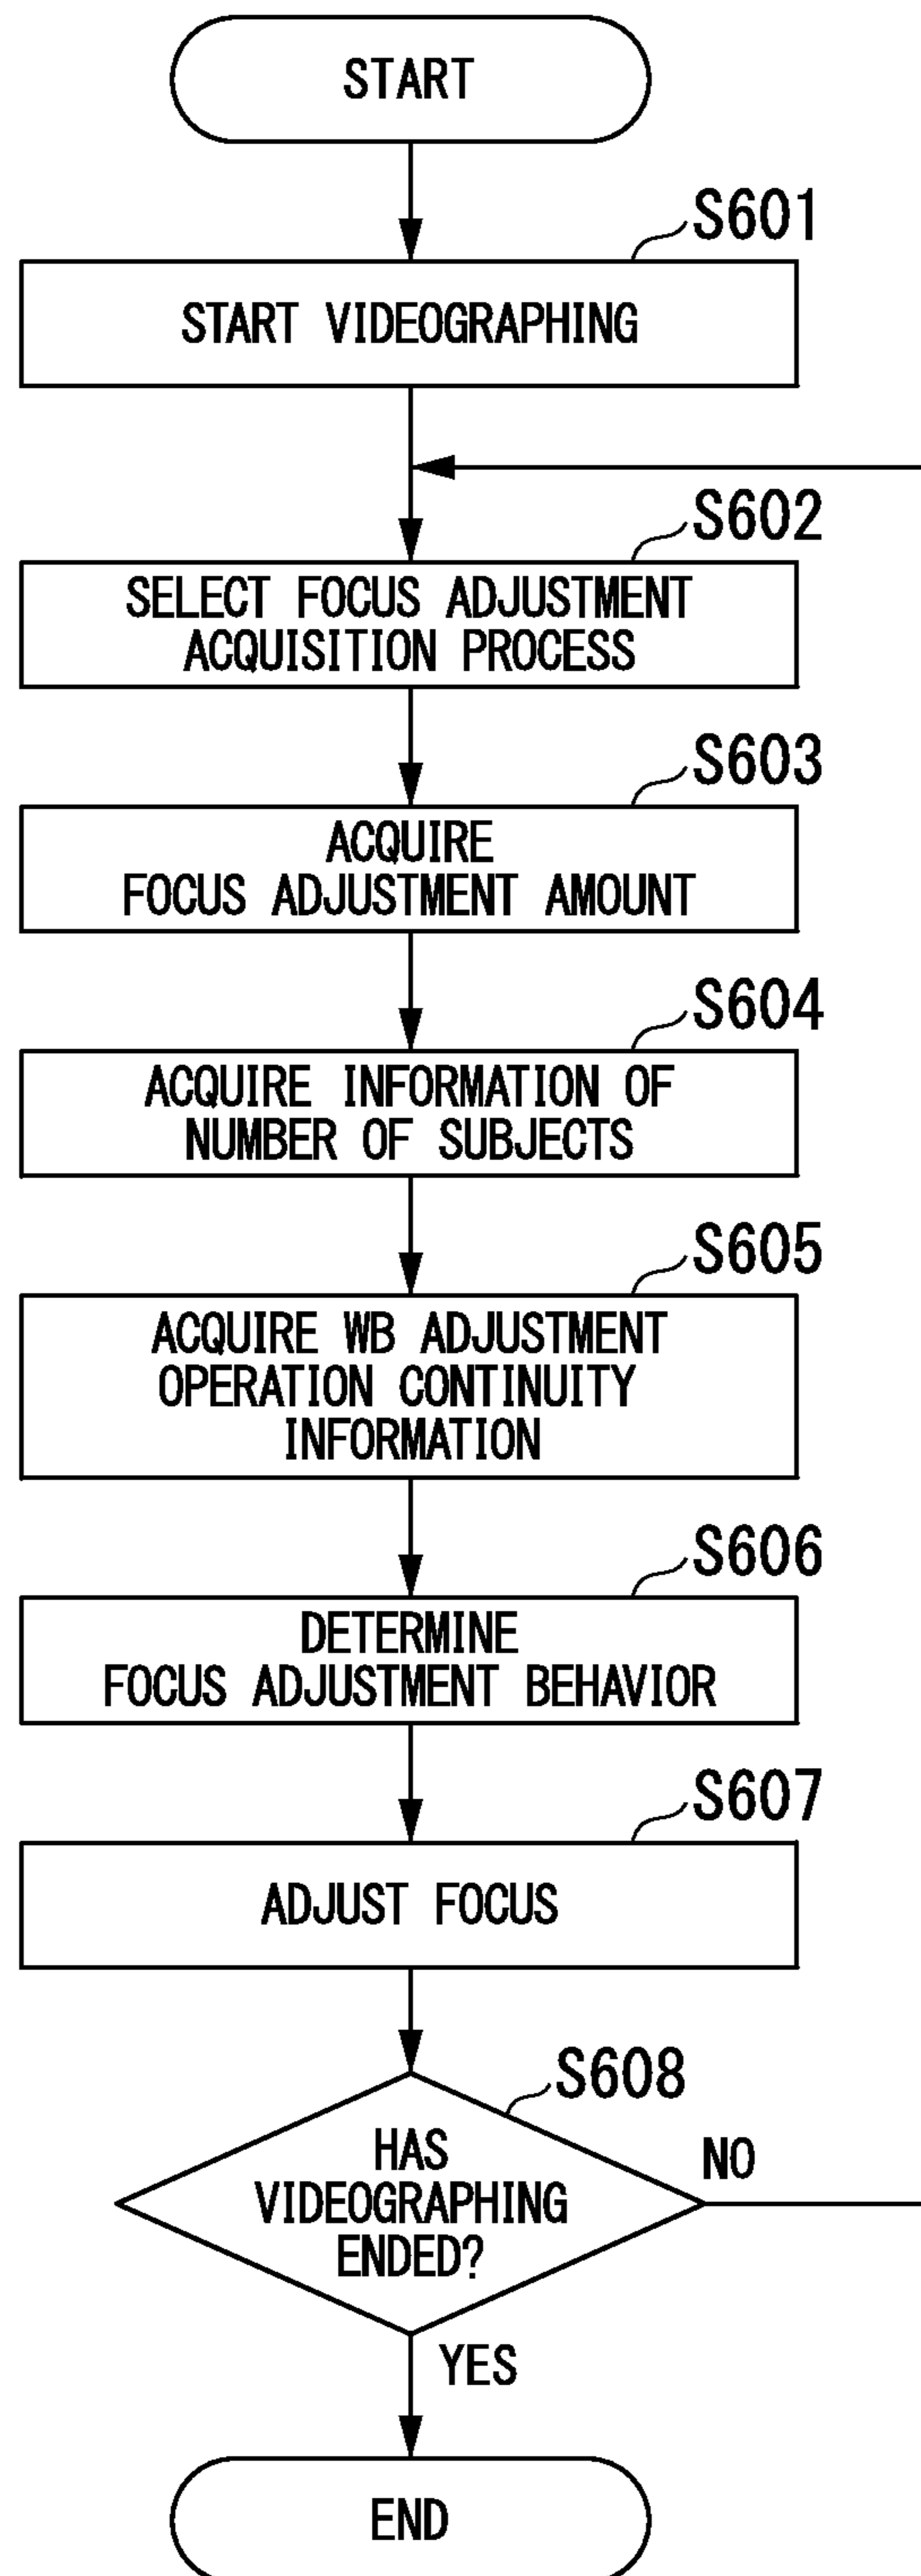 START
S601
START VIDEOGRAPHING
S602
SELECT FOCUS ADJUSTMENT
ACQUISITION PROCESS
S603
ACQUIRE
FOCUS ADJUSTMENT AMOUNT
S604
ACQUIRE INFORMATION OF
NUMBER OF SUBJECTS
S605
ACQUIRE WB ADJUSTMENT
OPERATION CONTINUITY
INFORMATION
S606
DETERMINE
FOCUS ADJUSTMENT BEHAVIOR
S607
ADJUST FOCUS
S608
HAS
VIDEOGRAPHING
ENDED?
NO
YES
END